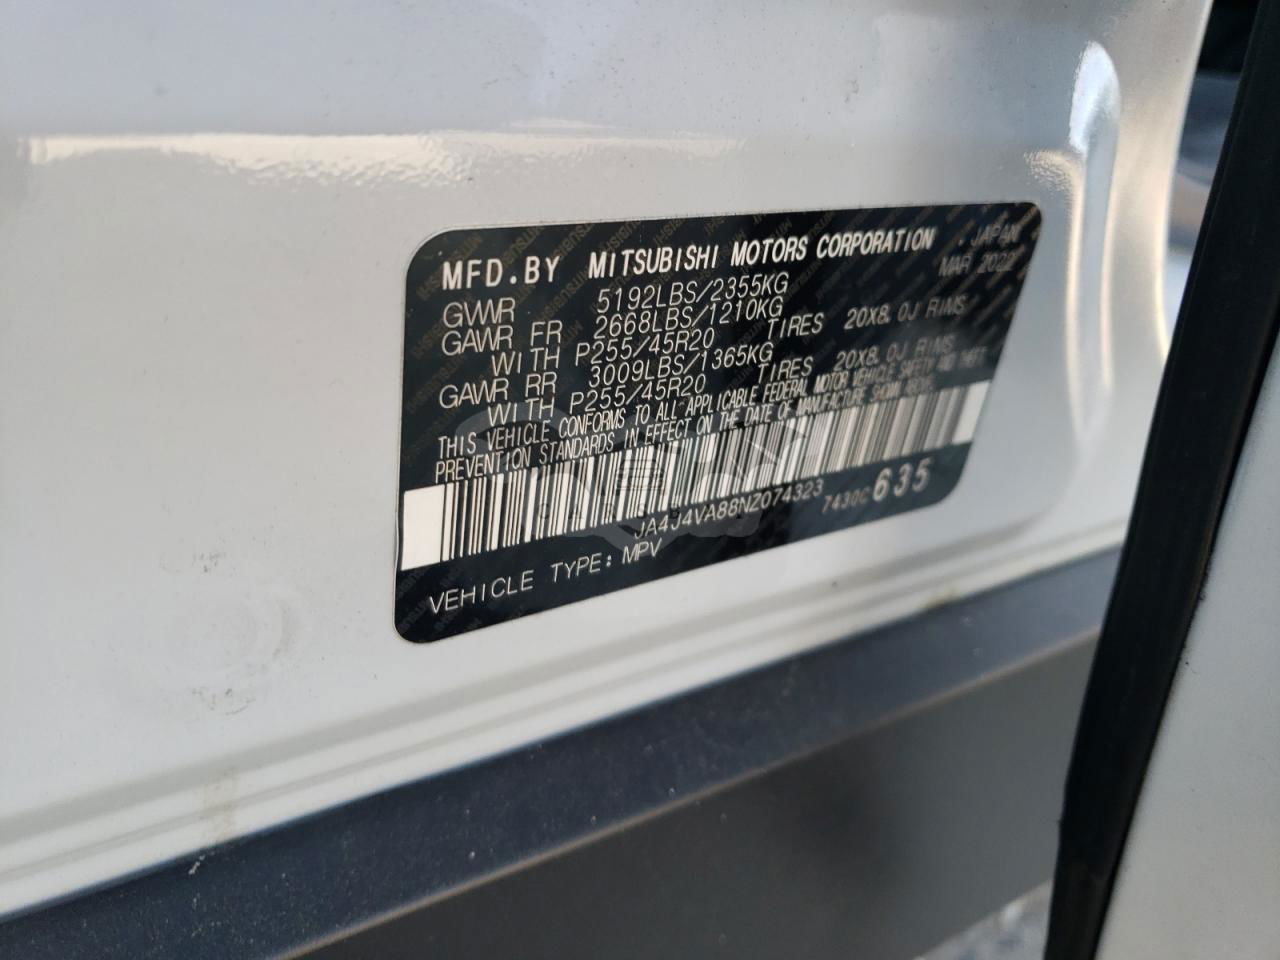 MFD.BY MITSUBISHI MOTORS CORPORATION JAPAN
GVWR 5192LBS/2355KG MAR 2022
GAWR FR 2668LBS/1210KG
WITH P255/45R20 TIRES 20X8.0J RIMS
GAWR RR 3009LBS/1365KG
WITH P255/45R20 TIRES 20X8.0J RIMS
THIS VEHICLE CONFORMS TO ALL APPLICABLE FEDERAL MOTOR VEHICLE SAFETY AND THEFT
PREVENTION STANDARDS IN EFFECT ON THE DATE OF MANUFACTURE SHOWN ABOVE.
JA4J4VA88NZ074323 7430C 635
VEHICLE TYPE: MPV